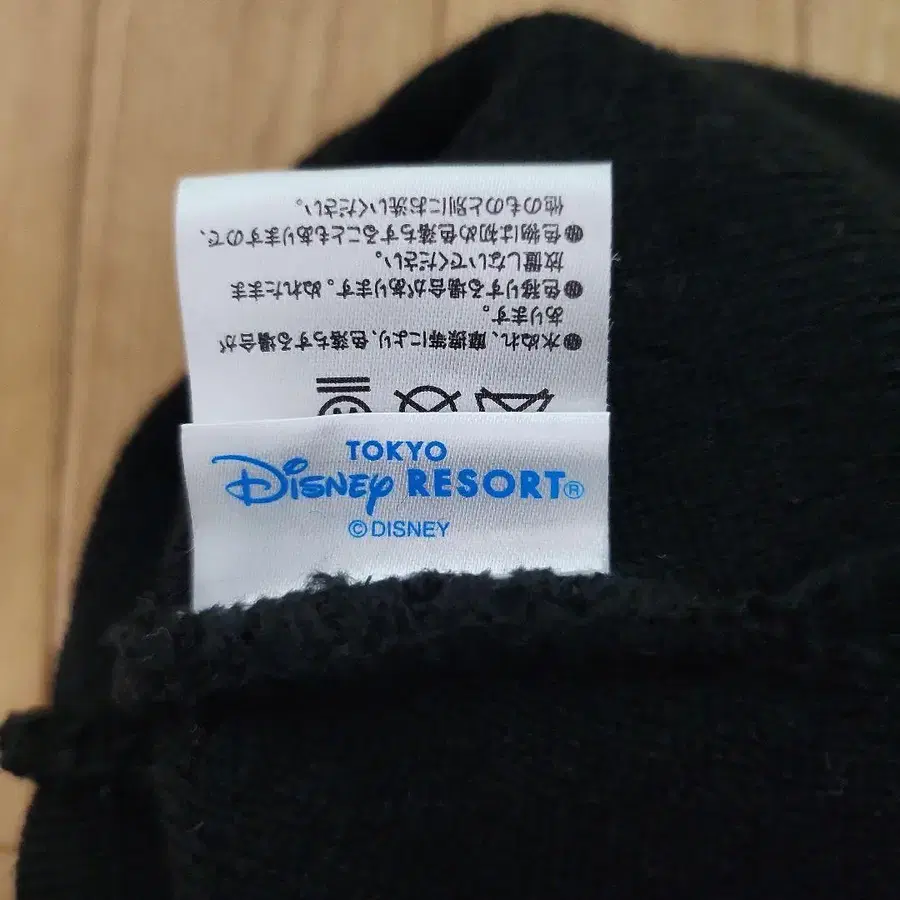 ●水ぬれ、摩擦等により、色落ちする場合が
あります。
●色移りする場合があります。ぬれたまま
放置しないでください。
●色物は初め色落ちすることもありますので、
他のものと別にお洗いください。
TOKYO
Disney RESORT®
©DISNEY